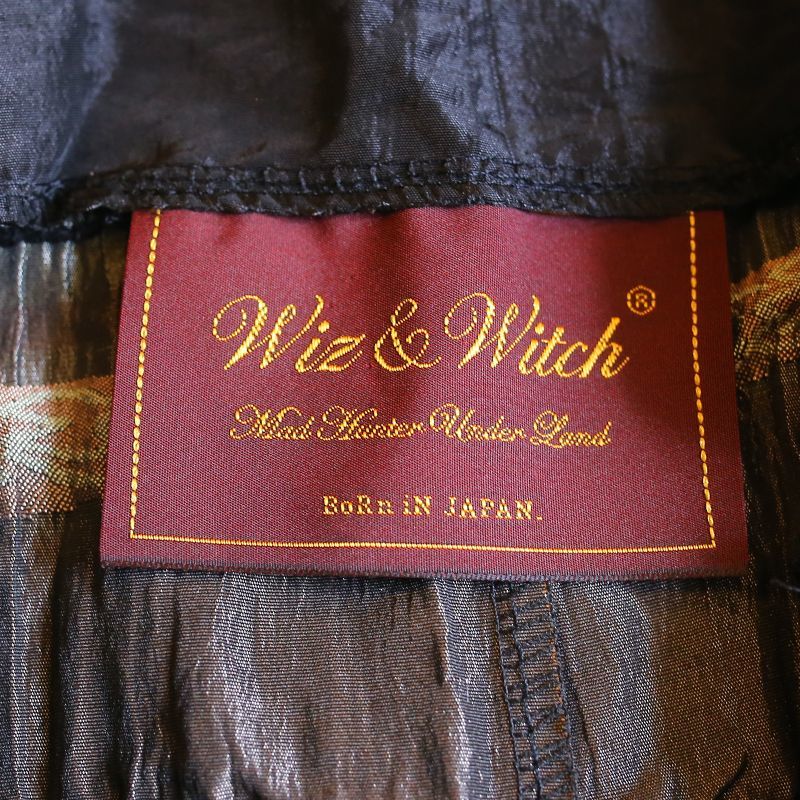 Wiz & Witch®
Mad Hunter Under Land
BoRn iN JAPAN.